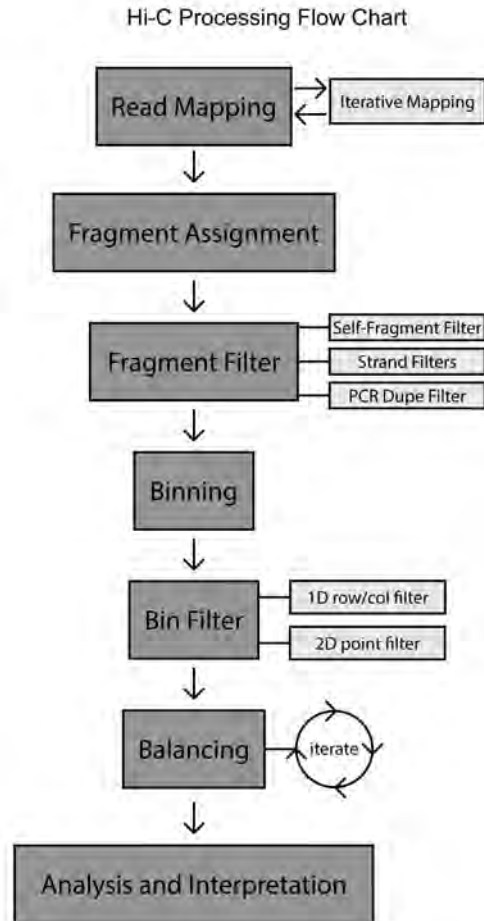 Hi-C Processing Flow Chart
Read Mapping
Iterative Mapping
Fragment Assignment
Fragment Filter
Self-Fragment Filter
Strand Filters
PCR Dupe Filter
Binning
Bin Filter
1D row/col filter
2D point filter
Balancing
iterate
Analysis and Interpretation